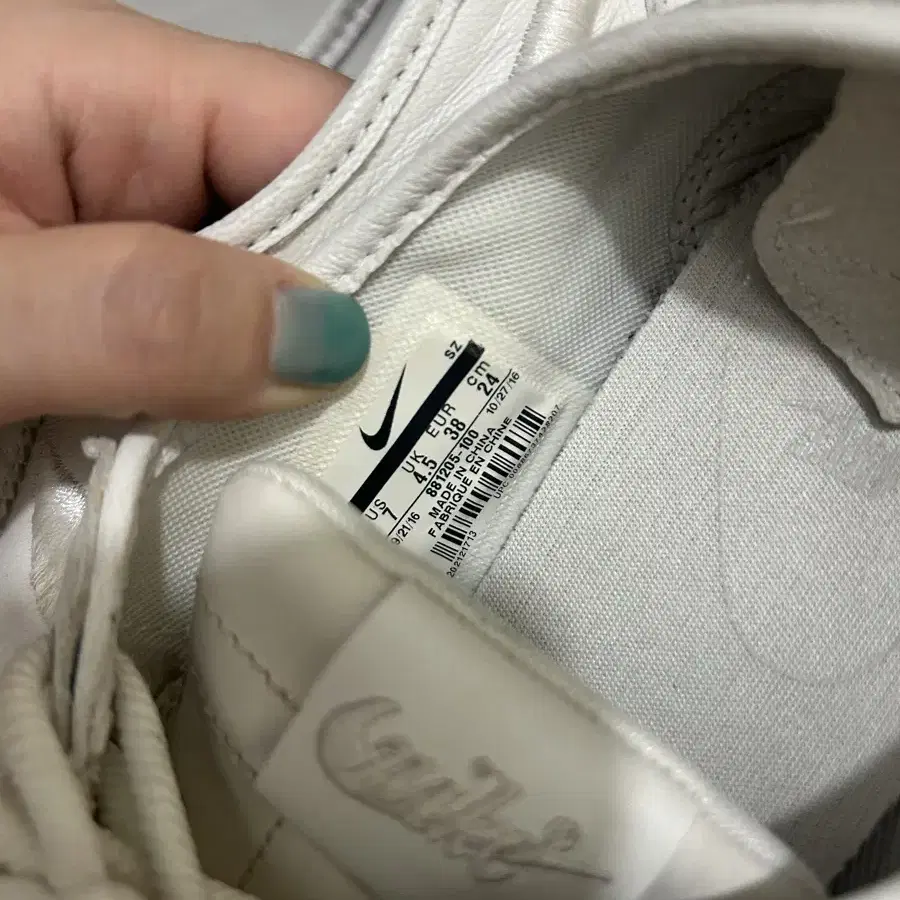 SZ
US UK EUR cm
7 4.5 38 24
9/21/16 10/27/16
881205-100
MADE IN CHINA
FABRIQUE EN CHINE
202121713
Nike®